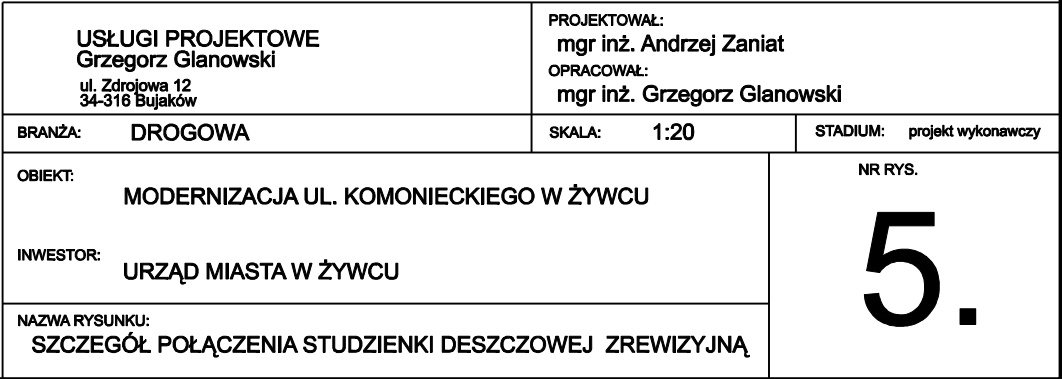 USŁUGI PROJEKTOWE
Grzegorz Glanowski
ul. Zdrojowa 12
34-316 Bujaków
PROJEKTOWAŁ:
mgr inż. Andrzej Zaniat
OPRACOWAŁ:
mgr inż. Grzegorz Glanowski
BRANŻA: DROGOWA
SKALA: 1:20
STADIUM: projekt wykonawczy
OBIEKT:
MODERNIZACJA UL. KOMONIECKIEGO W ŻYWCU
INWESTOR:
URZĄD MIASTA W ŻYWCU
NR RYS.
5.
NAZWA RYSUNKU:
SZCZEGÓŁ POŁĄCZENIA STUDZIENKI DESZCZOWEJ ZREWIZYJNĄ